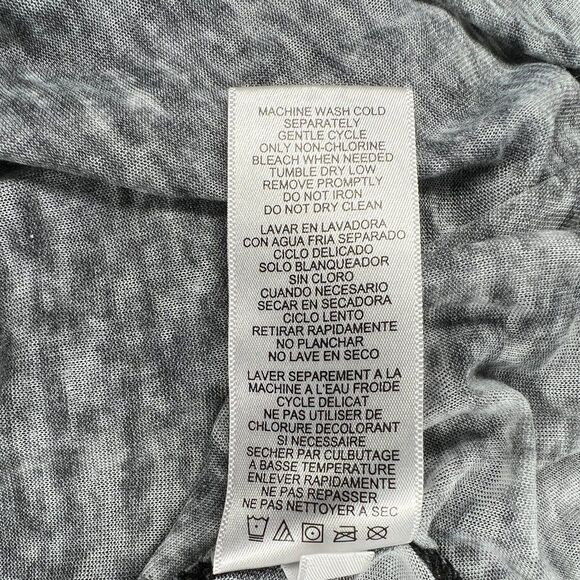 MACHINE WASH COLD
SEPARATELY
GENTLE CYCLE
ONLY NON-CHLORINE
BLEACH WHEN NEEDED
TUMBLE DRY LOW
REMOVE PROMPTLY
DO NOT IRON
DO NOT DRY CLEAN
LAVAR EN LAVADORA
CON AGUA FRIA SEPARADO
CICLO DELICADO
SOLO BLANQUEADOR
SIN CLORO
CUANDO NECESARIO
SECAR EN SECADORA
CICLO LENTO
RETIRAR RAPIDAMENTE
NO PLANCHAR
NO LAVE EN SECO
LAVER SEPAREMENT A LA
MACHINE A L'EAU FROIDE
CYCLE DELICAT
NE PAS UTILISER DE
CHLORURE DECOLORANT
SI NECESSAIRE
SECHER PAR CULBUTAGE
A BASSE TEMPERATURE
ENLEVER RAPIDEMENT
NE PAS REPASSER
NE PAS NETTOYER A SEC